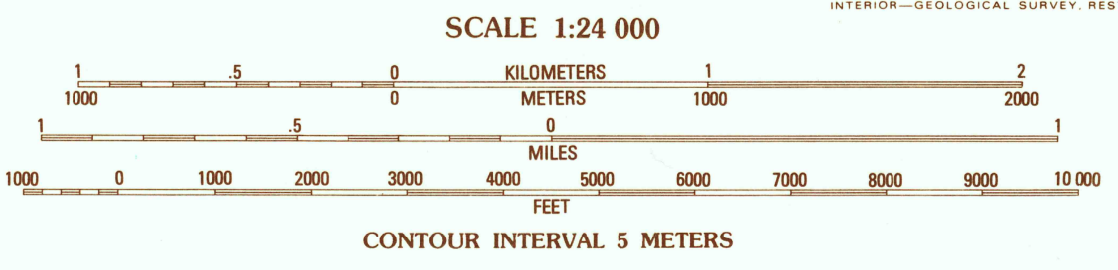 INTERIOR—GEOLOGICAL SURVEY, RES
SCALE 1:24 000
1 .5 0 KILOMETERS 1 2
1000 0 METERS 1000 2000
1 .5 0 1
MILES
1000 0 1000 2000 3000 4000 5000 6000 7000 8000 9000 10 000
FEET
CONTOUR INTERVAL 5 METERS